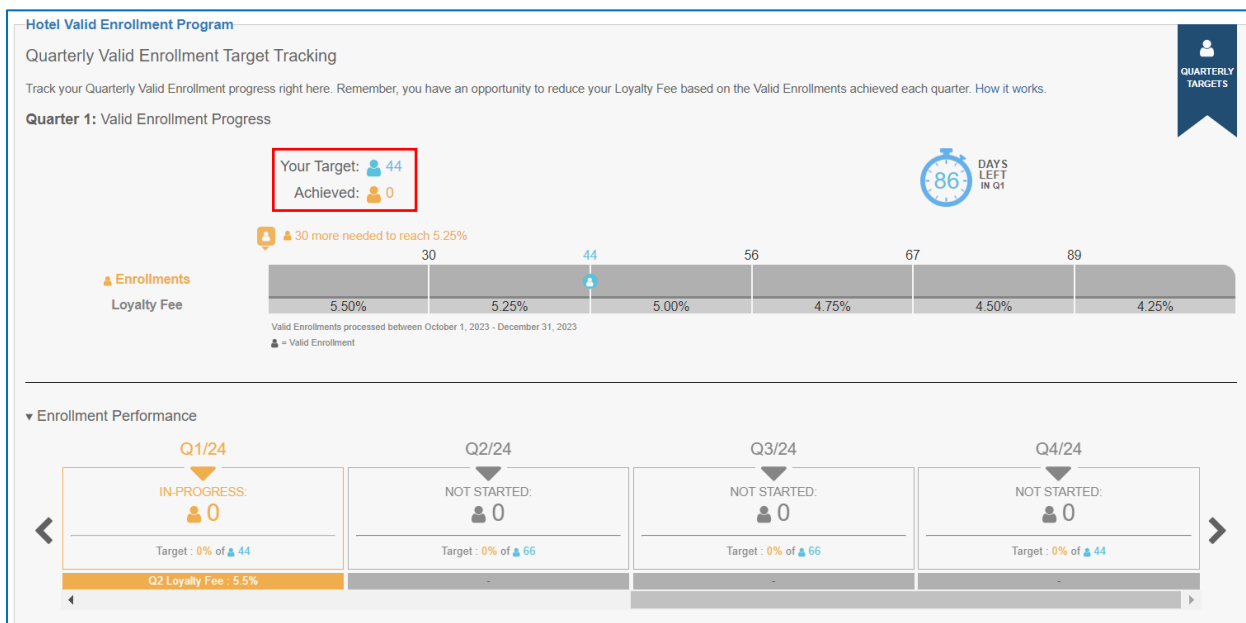 Hotel Valid Enrollment Program
Quarterly Valid Enrollment Target Tracking
QUARTERLY
TARGETS
Track your Quarterly Valid Enrollment progress right here. Remember, you have an opportunity to reduce your Loyalty Fee based on the Valid Enrollments achieved each quarter. How it works.
Quarter 1: Valid Enrollment Progress
Your Target: 44
Achieved: 0
86
DAYS
LEFT
IN Q1
30 more needed to reach 5.25%
30 44 56 67 89
Enrollments
Loyalty Fee 5.50% 5.25% 5.00% 4.75% 4.50% 4.25%
Valid Enrollments processed between October 1, 2023 - December 31, 2023
= Valid Enrollment
Enrollment Performance
Q1/24 Q2/24 Q3/24 Q4/24
IN-PROGRESS: NOT STARTED: NOT STARTED: NOT STARTED:
0 0 0 0
Target : 0% of 44 Target : 0% of 66 Target : 0% of 66 Target : 0% of 44
Q2 Loyalty Fee : 5.5% - - -